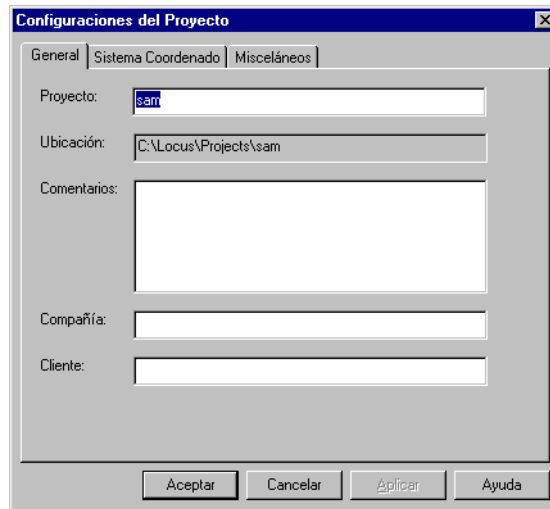 Configuraciones del Proyecto
General Sistema Coordenado Misceláneos
Proyecto: sam
Ubicación: C:\Locus\Projects\sam
Comentarios:
Compañía:
Cliente:
Aceptar Cancelar Aplicar Ayuda